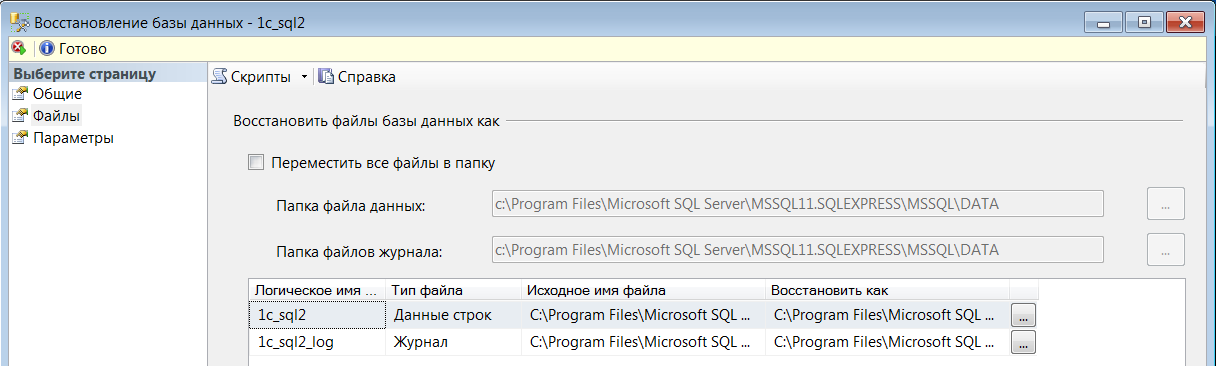 Восстановление базы данных - 1c_sql2
Готово
Выберите страницу
Общие
Файлы
Параметры
Скрипты
Справка
Восстановить файлы базы данных как
Переместить все файлы в папку
Папка файла данных: c:\Program Files\Microsoft SQL Server\MSSQL11.SQLEXPRESS\MSSQL\DATA ...
Папка файлов журнала: c:\Program Files\Microsoft SQL Server\MSSQL11.SQLEXPRESS\MSSQL\DATA ...
Логическое имя ... Тип файла Исходное имя файла Восстановить как
1c_sql2 Данные строк C:\Program Files\Microsoft SQL ... C:\Program Files\Microsoft SQL ... ...
1c_sql2_log Журнал C:\Program Files\Microsoft SQL ... C:\Program Files\Microsoft SQL ... ...